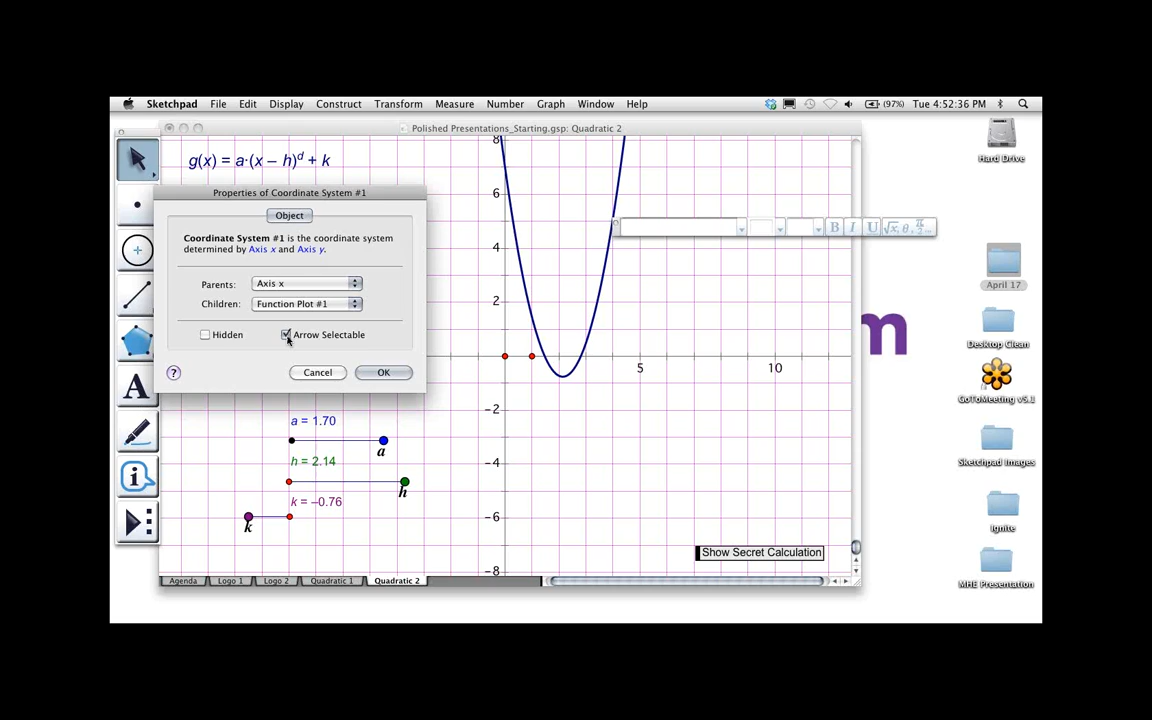 Sketchpad File Edit Display Construct Transform Measure Number Graph Window Help (97%) Tue 4:52:36 PM
Polished Presentations_Starting.gsp: Quadratic 2
g(x) = a·(x – h)^d + k
Properties of Coordinate System #1
Object
Coordinate System #1 is the coordinate system
determined by Axis x and Axis y.
Parents: Axis x
Children: Function Plot #1
Hidden Arrow Selectable
? Cancel OK
a = 1.70
a
h = 2.14
h
k = –0.76
k
8
6
4
2
−2
−4
−6
−8
5 10
B I U
Show Secret Calculation
Agenda Logo 1 Logo 2 Quadratic 1 Quadratic 2
A
m
Hard Drive
April 17
Desktop Clean
GoToMeeting v5.1
Sketchpad Images
Ignite
MHE Presentation